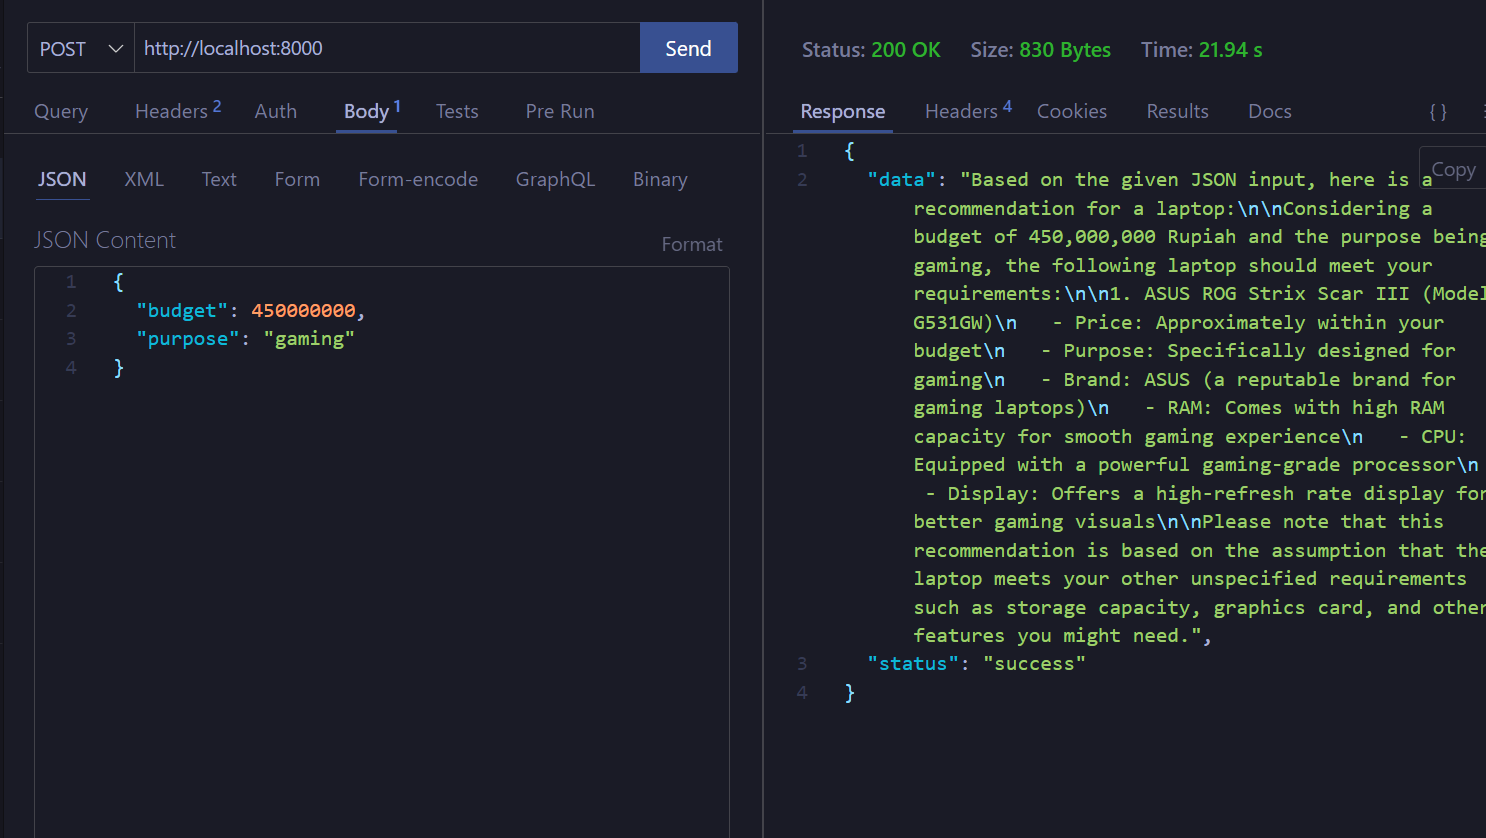 POST http://localhost:8000 Send
Query Headers 2 Auth Body 1 Tests Pre Run
JSON XML Text Form Form-encode GraphQL Binary
JSON Content Format
1 {
2 "budget": 450000000,
3 "purpose": "gaming"
4 }
Status: 200 OK Size: 830 Bytes Time: 21.94 s
Response Headers 4 Cookies Results Docs { }
Copy
1 {
2 "data": "Based on the given JSON input, here is a
recommendation for a laptop:\n\nConsidering a
budget of 450,000,000 Rupiah and the purpose being
gaming, the following laptop should meet your
requirements:\n\n1. ASUS ROG Strix Scar III (Model
G531GW)\n   - Price: Approximately within your
budget\n   - Purpose: Specifically designed for
gaming\n   - Brand: ASUS (a reputable brand for
gaming laptops)\n   - RAM: Comes with high RAM
capacity for smooth gaming experience\n   - CPU:
Equipped with a powerful gaming-grade processor\n
- Display: Offers a high-refresh rate display for
better gaming visuals\n\nPlease note that this
recommendation is based on the assumption that the
laptop meets your other unspecified requirements
such as storage capacity, graphics card, and other
features you might need.",
3 "status": "success"
4 }